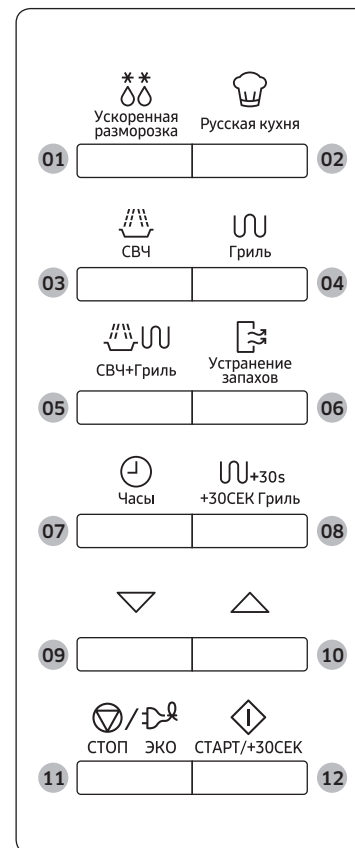 Ускоренная
разморозка
Русская кухня
01
02
СВЧ
Гриль
03
04
СВЧ+Гриль
Устранение
запахов
05
06
+30s
Часы
+30СЕК Гриль
07
08
09
10
СТОП ЭКО СТАРТ/+30СЕК
11
12